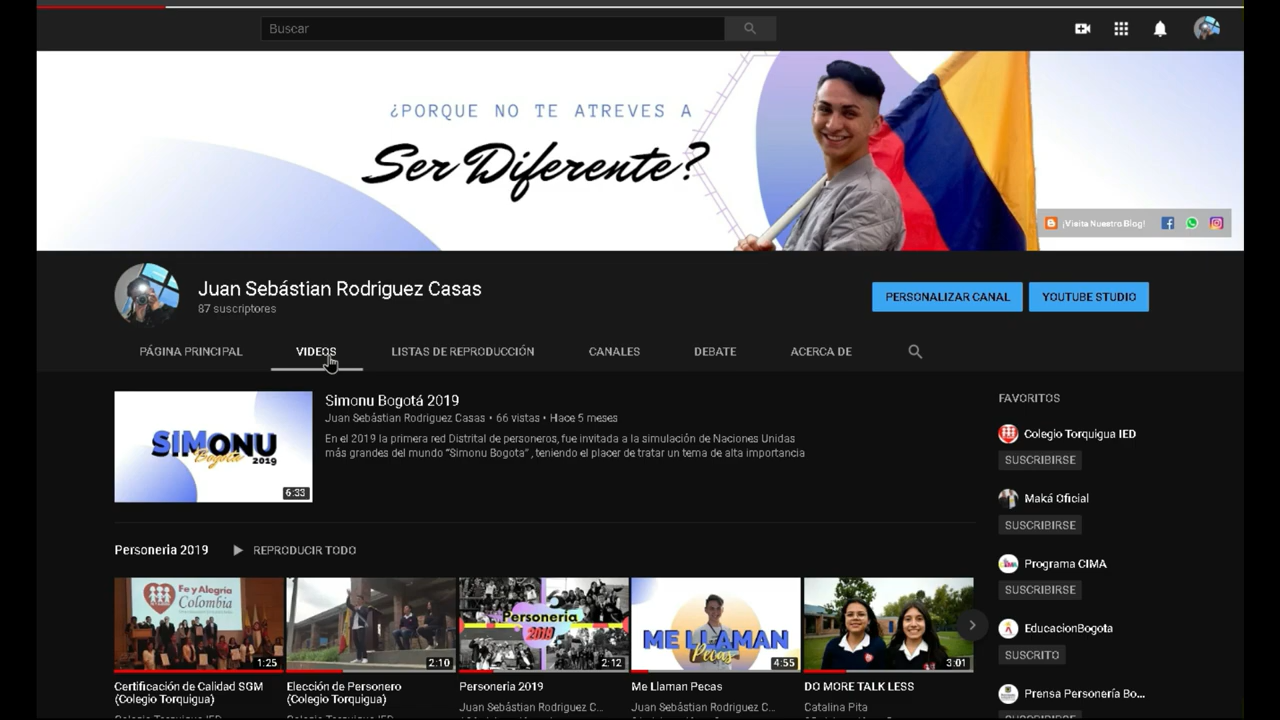 Buscar
¿PORQUE NO TE ATREVES A
Ser Diferente?
¡Visita Nuestro Blog!
Juan Sebástian Rodriguez Casas
87 suscriptores
PERSONALIZAR CANAL
YOUTUBE STUDIO
PÁGINA PRINCIPAL
VIDEOS
LISTAS DE REPRODUCCIÓN
CANALES
DEBATE
ACERCA DE
SIMONU
Bogotá
2019
6:33
Simonu Bogotá 2019
Juan Sebástian Rodriguez Casas • 66 vistas • Hace 5 meses
En el 2019 la primera red Distrital de personeros, fue invitada a la simulación de Naciones Unidas
más grandes del mundo "Simonu Bogota" , teniendo el placer de tratar un tema de alta importancia
FAVORITOS
Colegio Torquigua IED
SUSCRIBIRSE
Maká Oficial
SUSCRIBIRSE
Programa CIMA
SUSCRIBIRSE
EducacionBogota
SUSCRITO
Prensa Personería Bo...
Personeria 2019
REPRODUCIR TODO
Fe y Alegría
Colombia
1:25
2:10
Personeria
2019
2:12
ME LLAMAN
Pecas
4:55
3:01
Certificación de Calidad SGM
(Colegio Torquigua)
Elección de Personero
(Colegio Torquigua)
Personeria 2019
Juan Sebástian Rodriguez C...
Me Llaman Pecas
Juan Sebástian Rodriguez C...
DO MORE TALK LESS
Catalina Pita